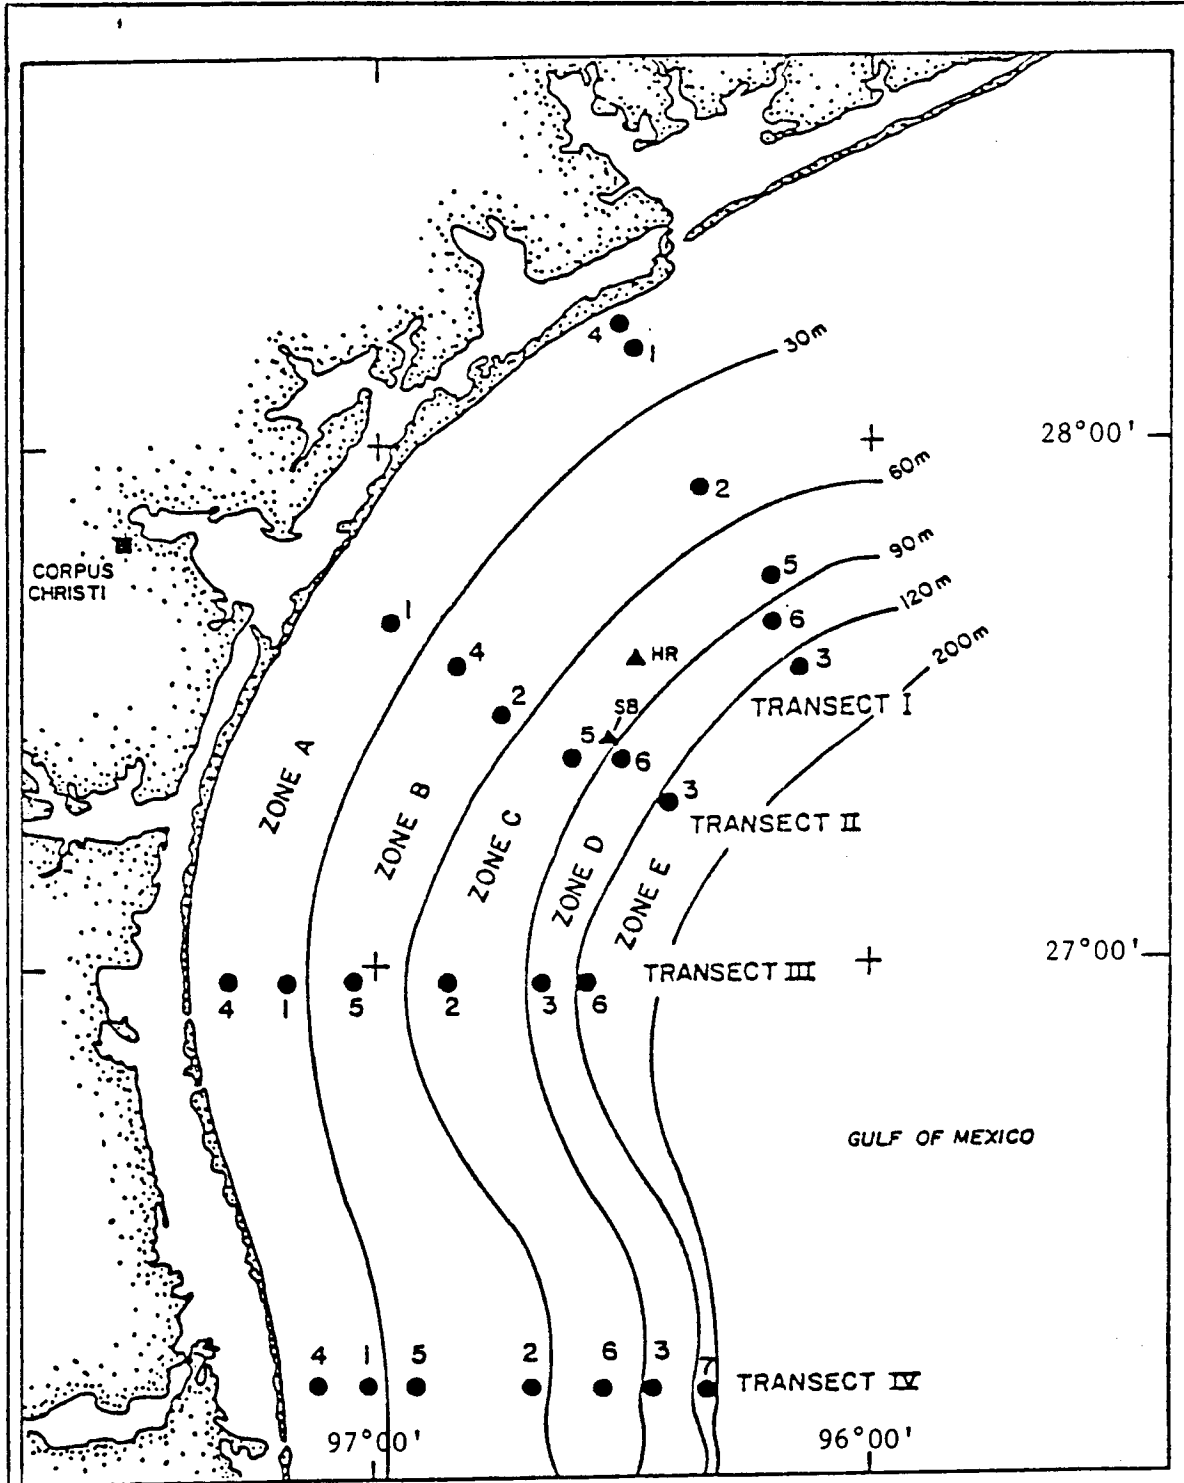 30m
4
1
28°00'
60m
2
90m
CORPUS
CHRISTI
5
120m
1
6
200m
4
HR
3
2
TRANSECT I
SB
5
6
ZONE A
3
TRANSECT II
ZONE B
ZONE C
ZONE D
ZONE E
27°00'
TRANSECT III
4
1
5
2
3
6
GULF OF MEXICO
4
1
5
2
6
3
7
TRANSECT IV
97°00'
96°00'